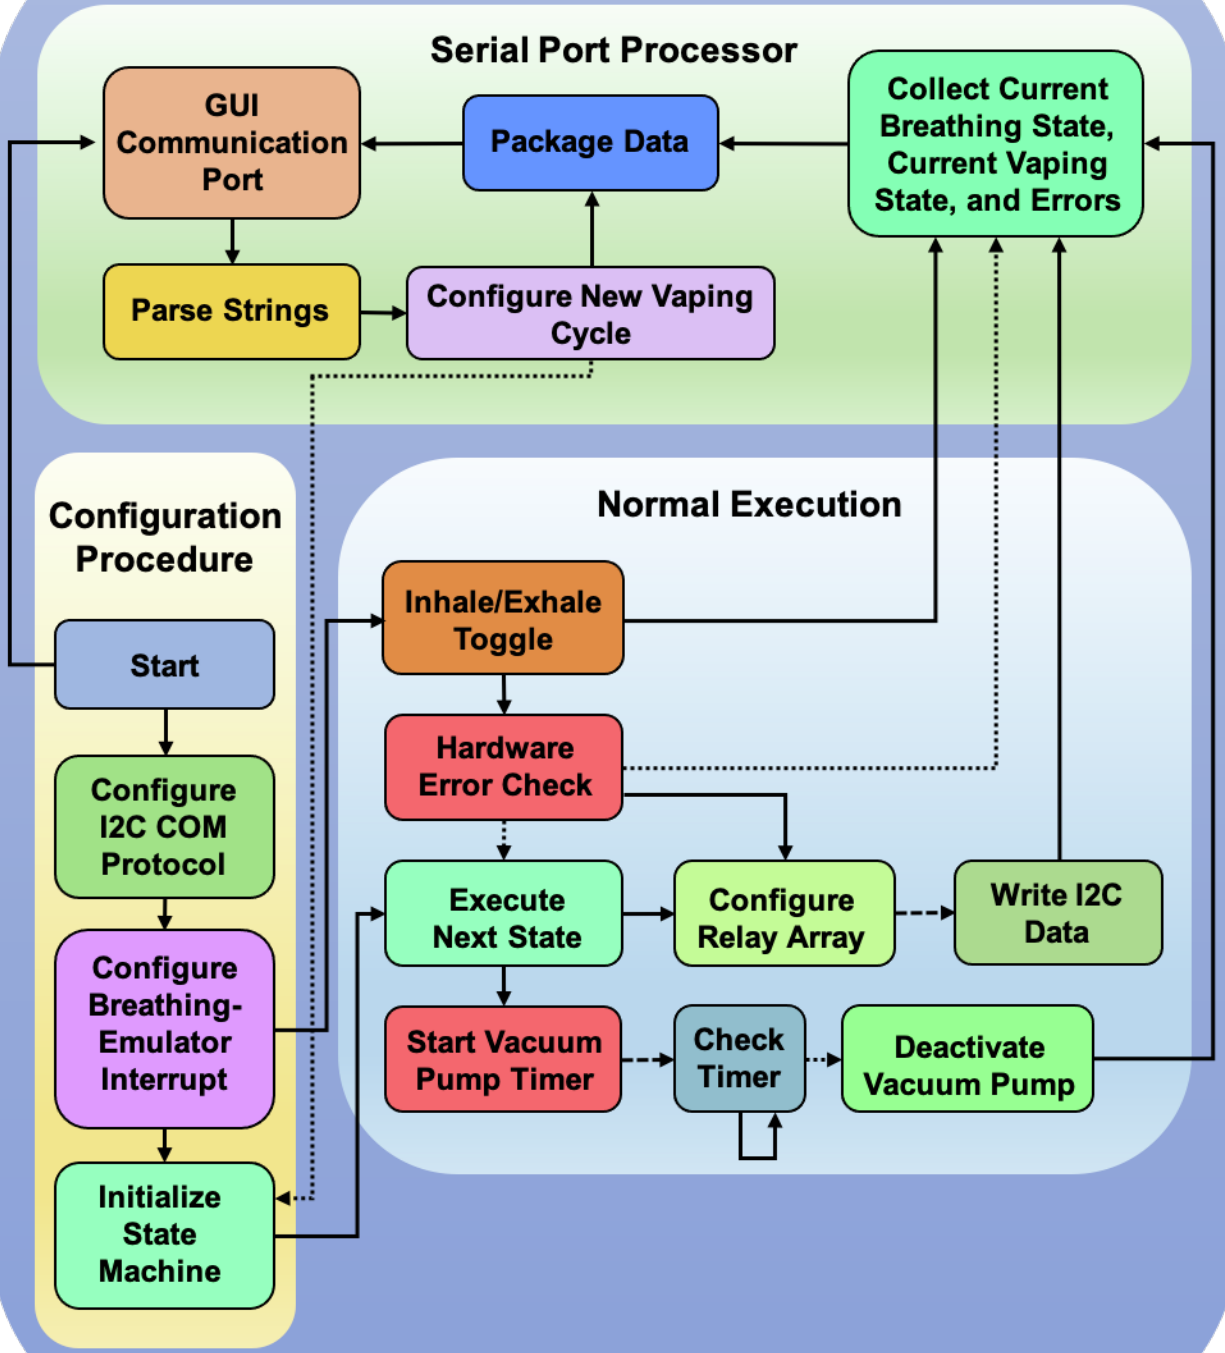 Serial Port Processor
GUI
Communication
Port
Package Data
Collect Current
Breathing State,
Current Vaping
State, and Errors
Parse Strings
Configure New Vaping
Cycle
Configuration
Procedure
Start
Configure
I2C COM
Protocol
Configure
Breathing-
Emulator
Interrupt
Initialize
State
Machine
Normal Execution
Inhale/Exhale
Toggle
Hardware
Error Check
Execute
Next State
Configure
Relay Array
Write I2C
Data
Start Vacuum
Pump Timer
Check
Timer
Deactivate
Vacuum Pump